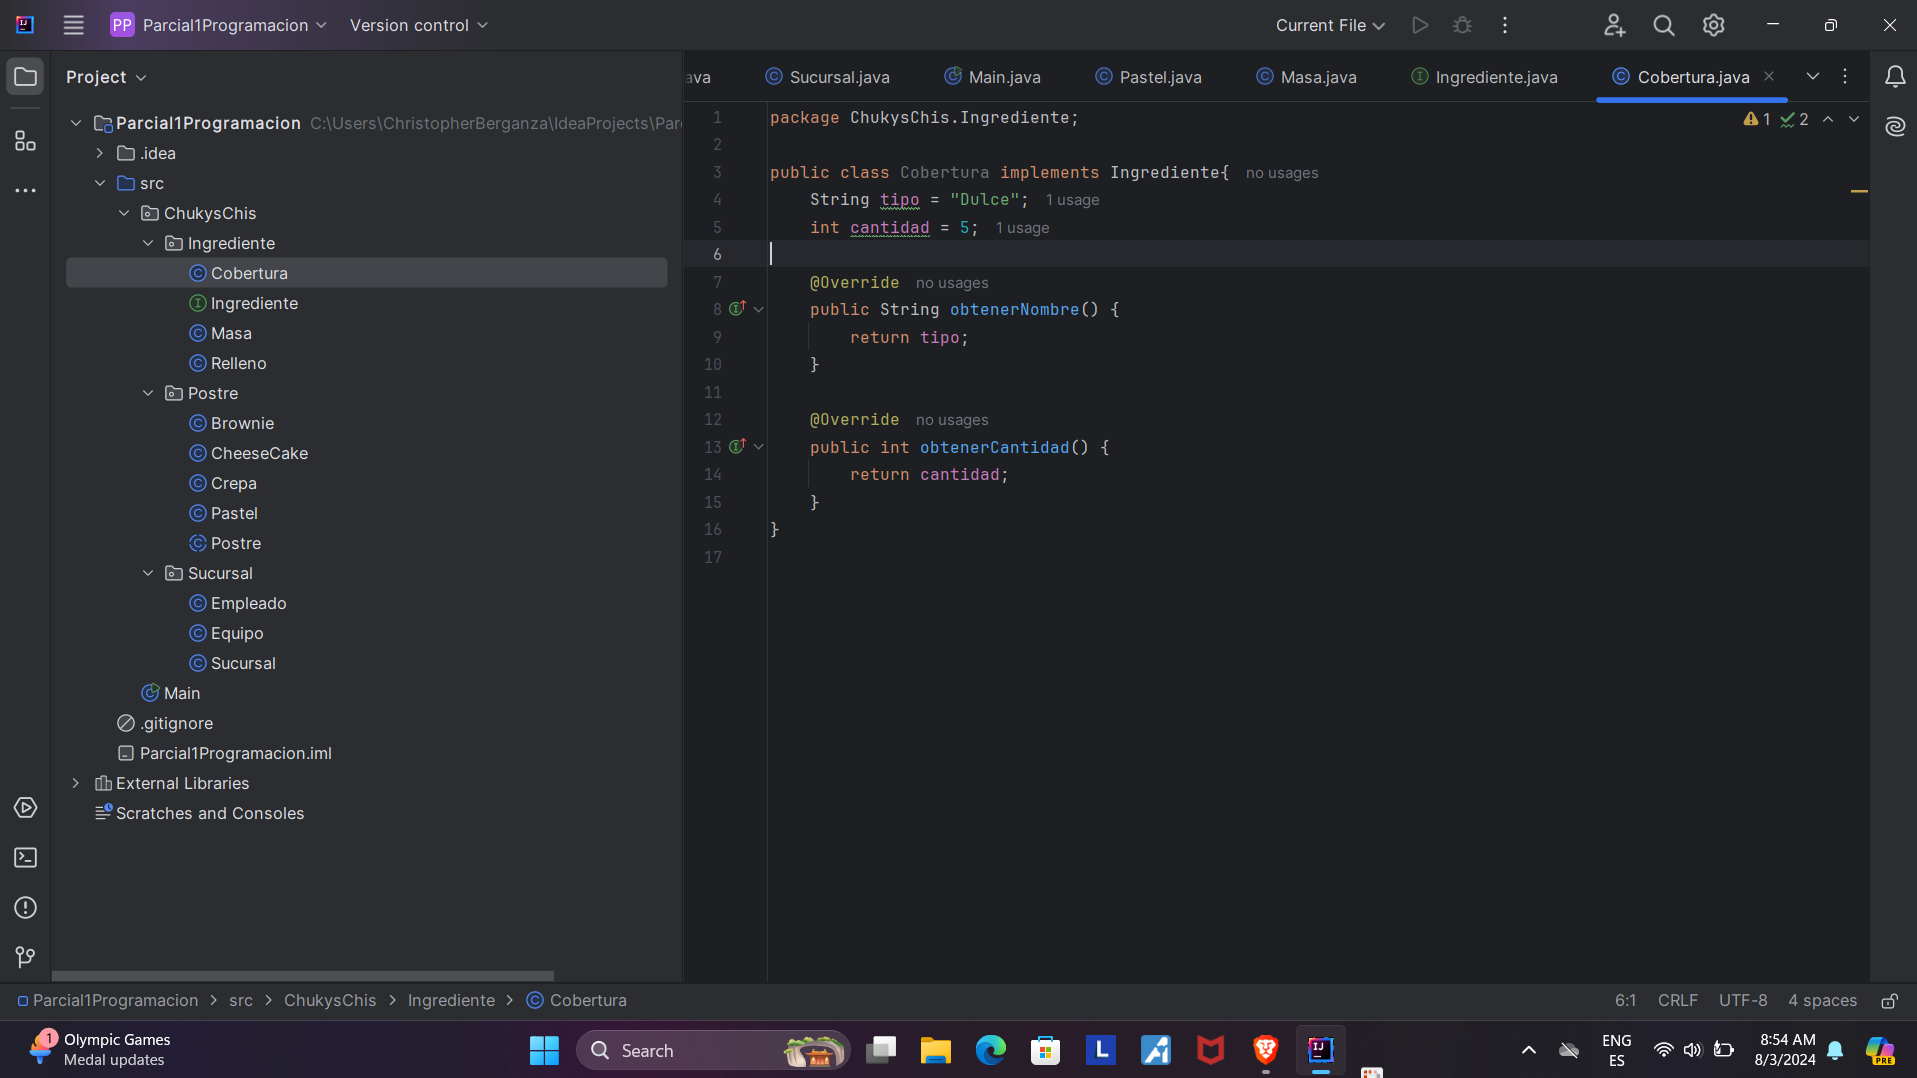 PP Parcial1Programacion Version control Current File
Project
ava Sucursal.java Main.java Pastel.java Masa.java Ingrediente.java Cobertura.java
Parcial1Programacion C:\Users\ChristopherBerganza\IdeaProjects\Par
.idea
src
ChukysChis
Ingrediente
Cobertura
Ingrediente
Masa
Relleno
Postre
Brownie
CheeseCake
Crepa
Pastel
Postre
Sucursal
Empleado
Equipo
Sucursal
Main
.gitignore
Parcial1Programacion.iml
External Libraries
Scratches and Consoles
1 package ChukysChis.Ingrediente; 1 2
2
3 public class Cobertura implements Ingrediente{ no usages
4 String tipo = "Dulce"; 1 usage
5 int cantidad = 5; 1 usage
6
7 @Override no usages
8 public String obtenerNombre() {
9 return tipo;
10 }
11
12 @Override no usages
13 public int obtenerCantidad() {
14 return cantidad;
15 }
16 }
17
Parcial1Programacion > src > ChukysChis > Ingrediente > Cobertura 6:1 CRLF UTF-8 4 spaces
1 Olympic Games
Medal updates
Search
ENG
ES
8:54 AM
8/3/2024
PRE